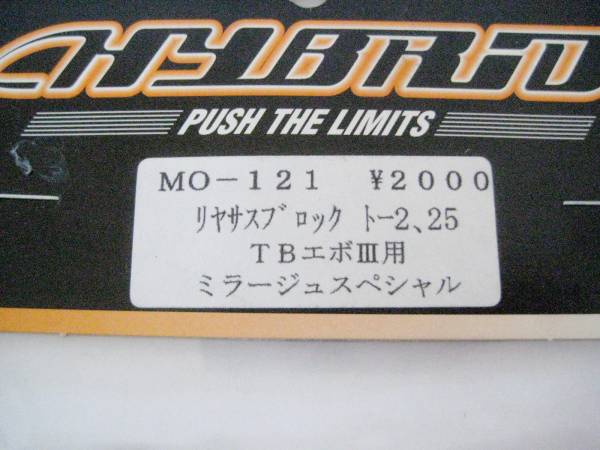 HYBRID
PUSH THE LIMITS
MO-121 ¥2000
ﾘﾔｻｽﾌﾞﾛｯｸ ﾄｰ2､25
TBエボⅢ用
ミラージュスペシャル